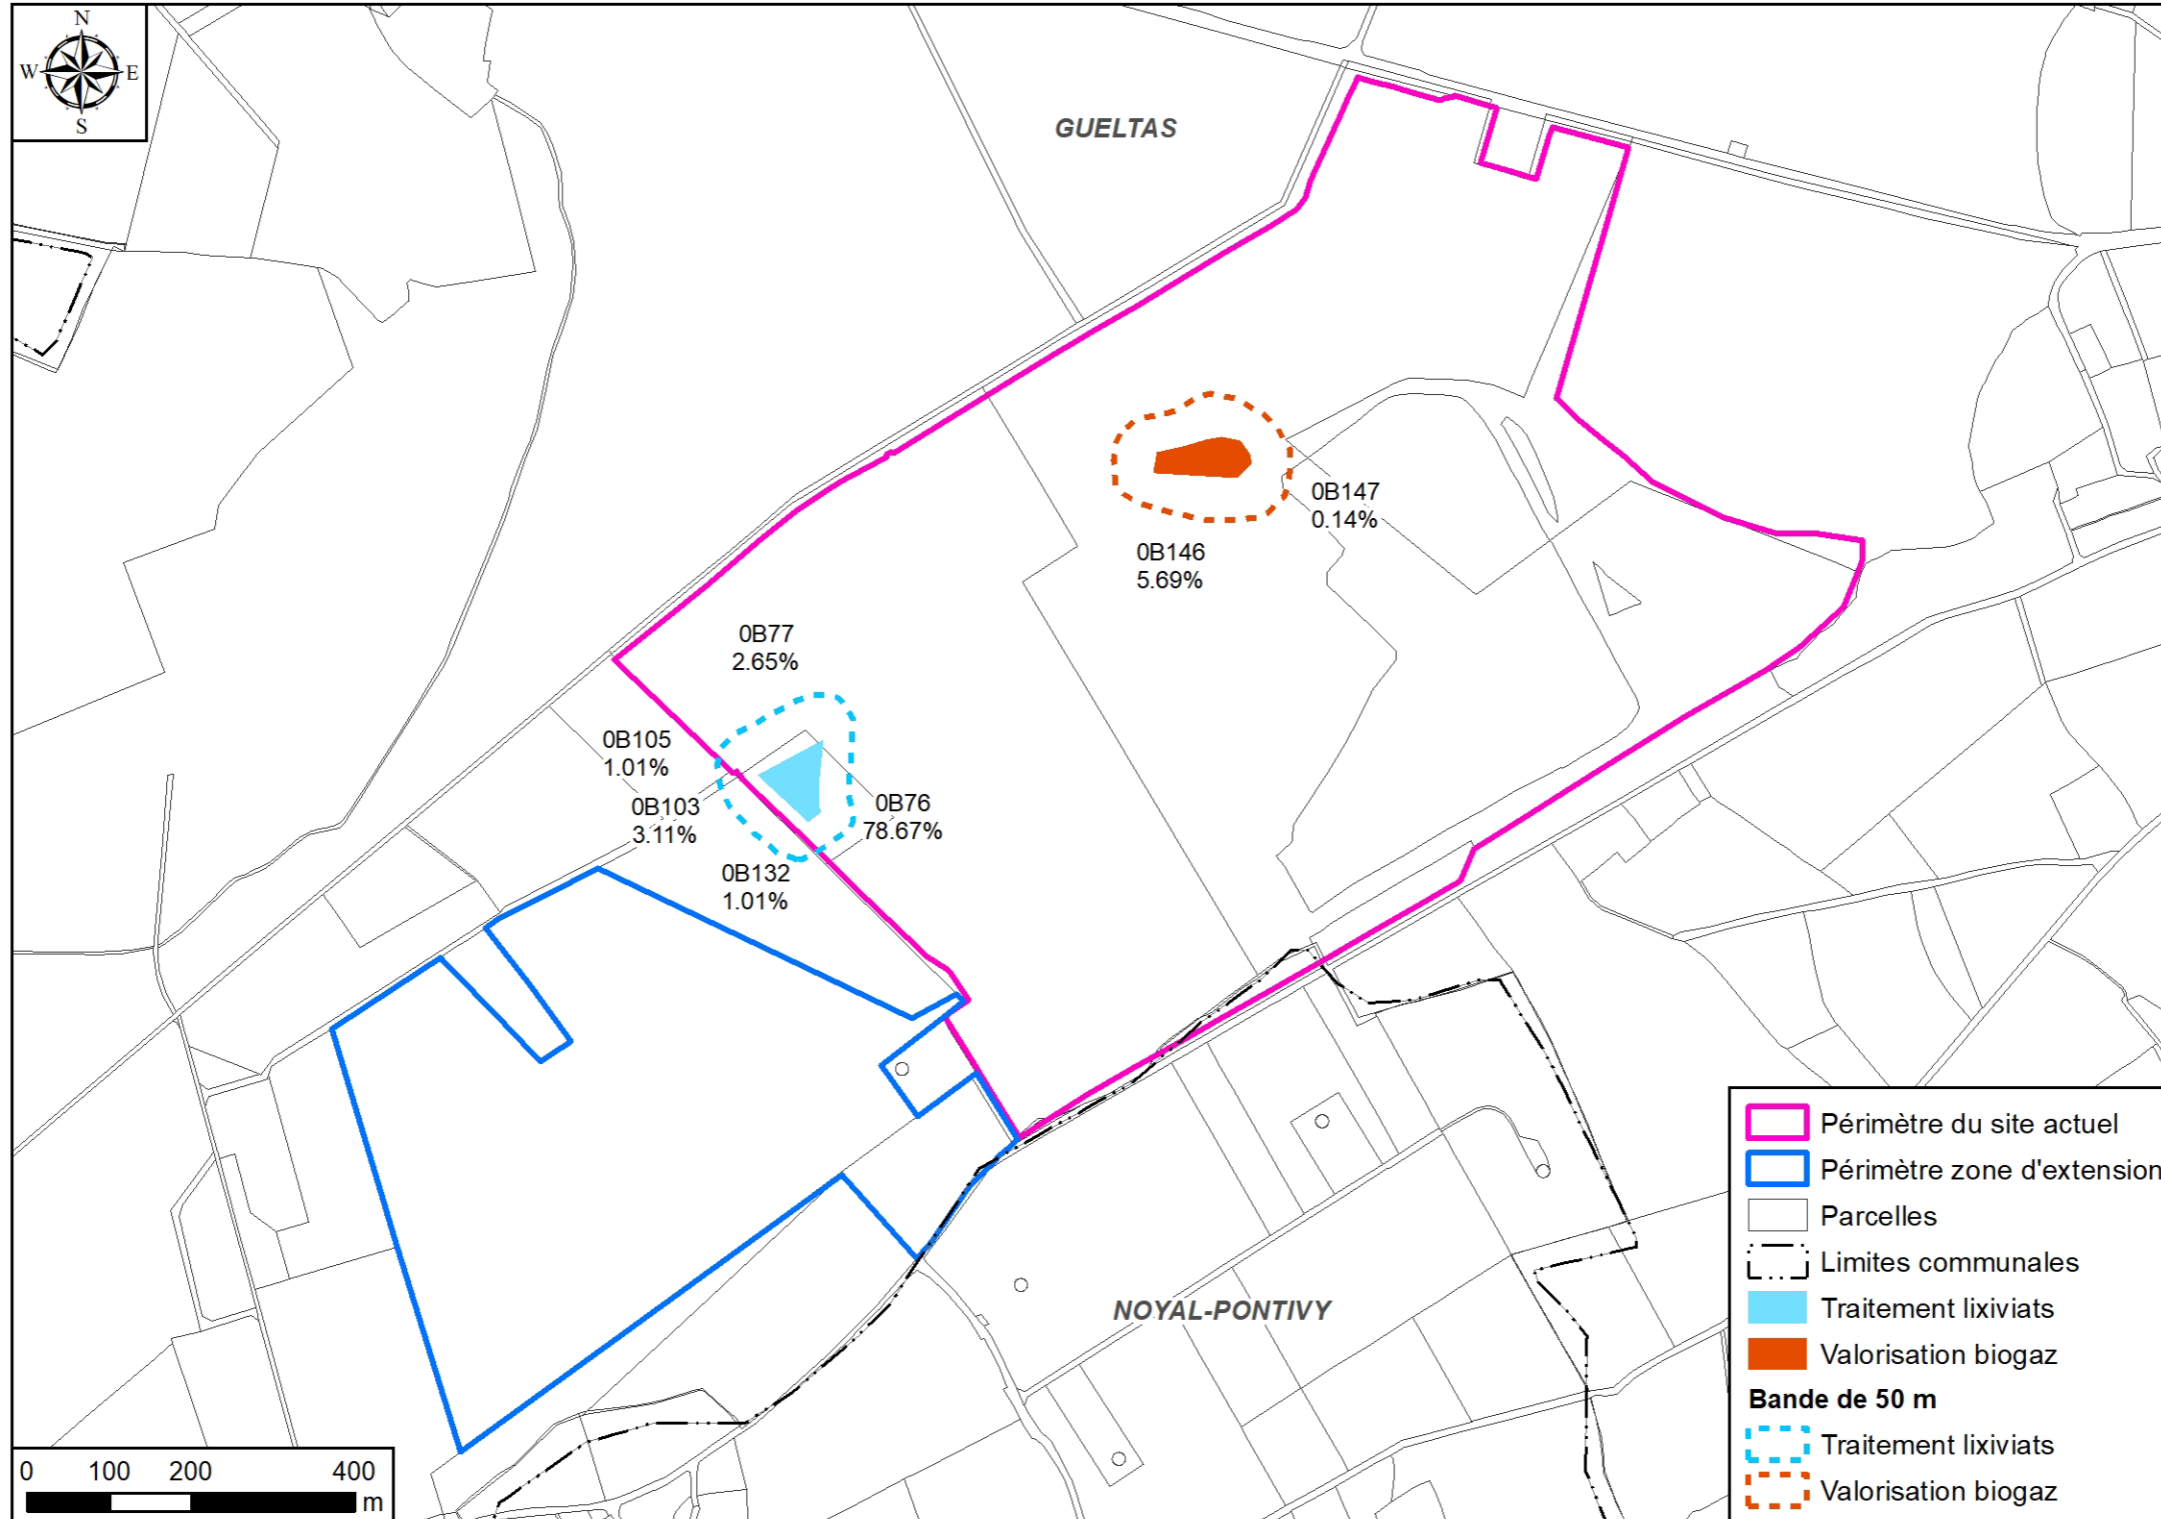 N
W E
S
GUELTAS
0B147
0.14%
0B146
5.69%
0B77
2.65%
0B105
1.01%
0B103
3.11%
0B76
78.67%
0B132
1.01%
NOYAL-PONTIVY
Périmètre du site actuel
Périmètre zone d'extension
Parcelles
Limites communales
Traitement lixiviats
Valorisation biogaz
Bande de 50 m
Traitement lixiviats
Valorisation biogaz
0 100 200 400
m